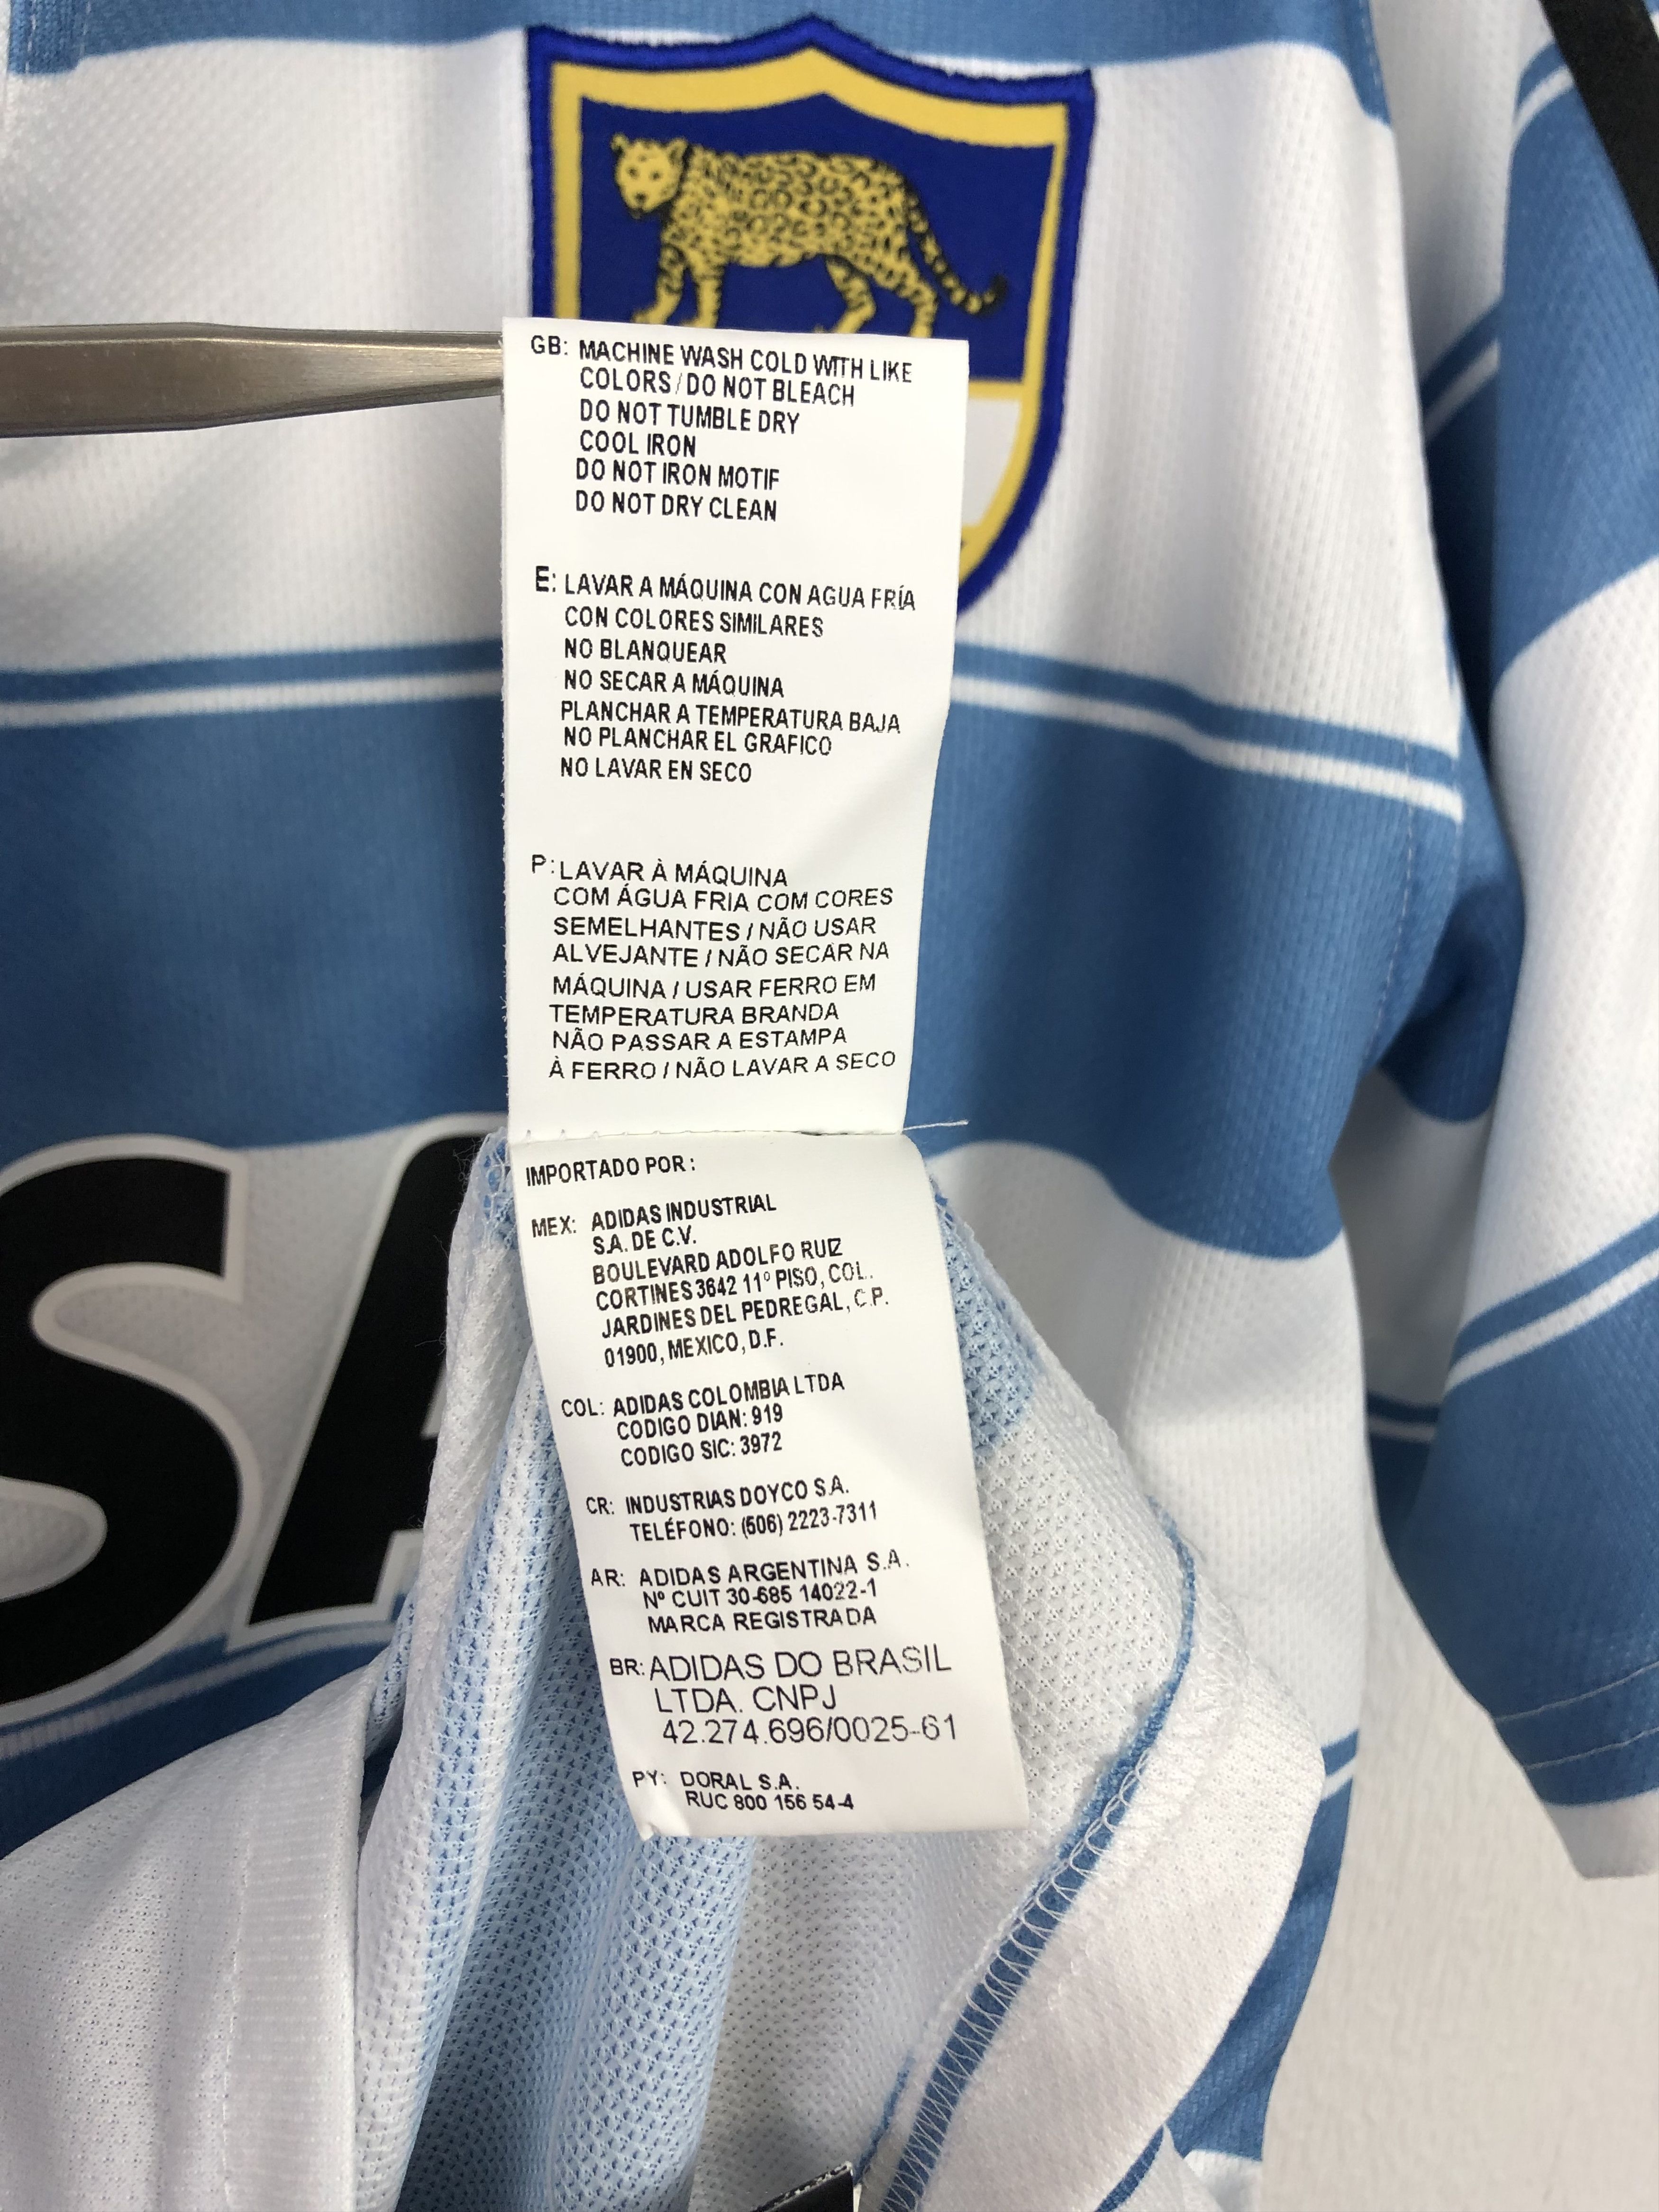 GB: MACHINE WASH COLD WITH LIKE
COLORS / DO NOT BLEACH
DO NOT TUMBLE DRY
COOL IRON
DO NOT IRON MOTIF
DO NOT DRY CLEAN
E: LAVAR A MÁQUINA CON AGUA FRÍA
CON COLORES SIMILARES
NO BLANQUEAR
NO SECAR A MÁQUINA
PLANCHAR A TEMPERATURA BAJA
NO PLANCHAR EL GRAFICO
NO LAVAR EN SECO
P: LAVAR À MÁQUINA
COM ÁGUA FRIA COM CORES
SEMELHANTES / NÃO USAR
ALVEJANTE / NÃO SECAR NA
MÁQUINA / USAR FERRO EM
TEMPERATURA BRANDA
NÃO PASSAR A ESTAMPA
À FERRO / NÃO LAVAR A SECO
IMPORTADO POR:
MEX: ADIDAS INDUSTRIAL
S.A. DE C.V.
BOULEVARD ADOLFO RUIZ
CORTINES 3642 11º PISO, COL.
JARDINES DEL PEDREGAL, C.P.
01900, MEXICO, D.F.
COL: ADIDAS COLOMBIA LTDA
CODIGO DIAN: 919
CODIGO SIC: 3972
CR: INDUSTRIAS DOYCO S.A.
TELÉFONO: (506) 2223-7311
AR: ADIDAS ARGENTINA S.A.
Nº CUIT 30-685 14022-1
MARCA REGISTRADA
BR: ADIDAS DO BRASIL
LTDA. CNPJ
42.274.696/0025-61
PY: DORAL S.A.
RUC 800 156 54-4
SA